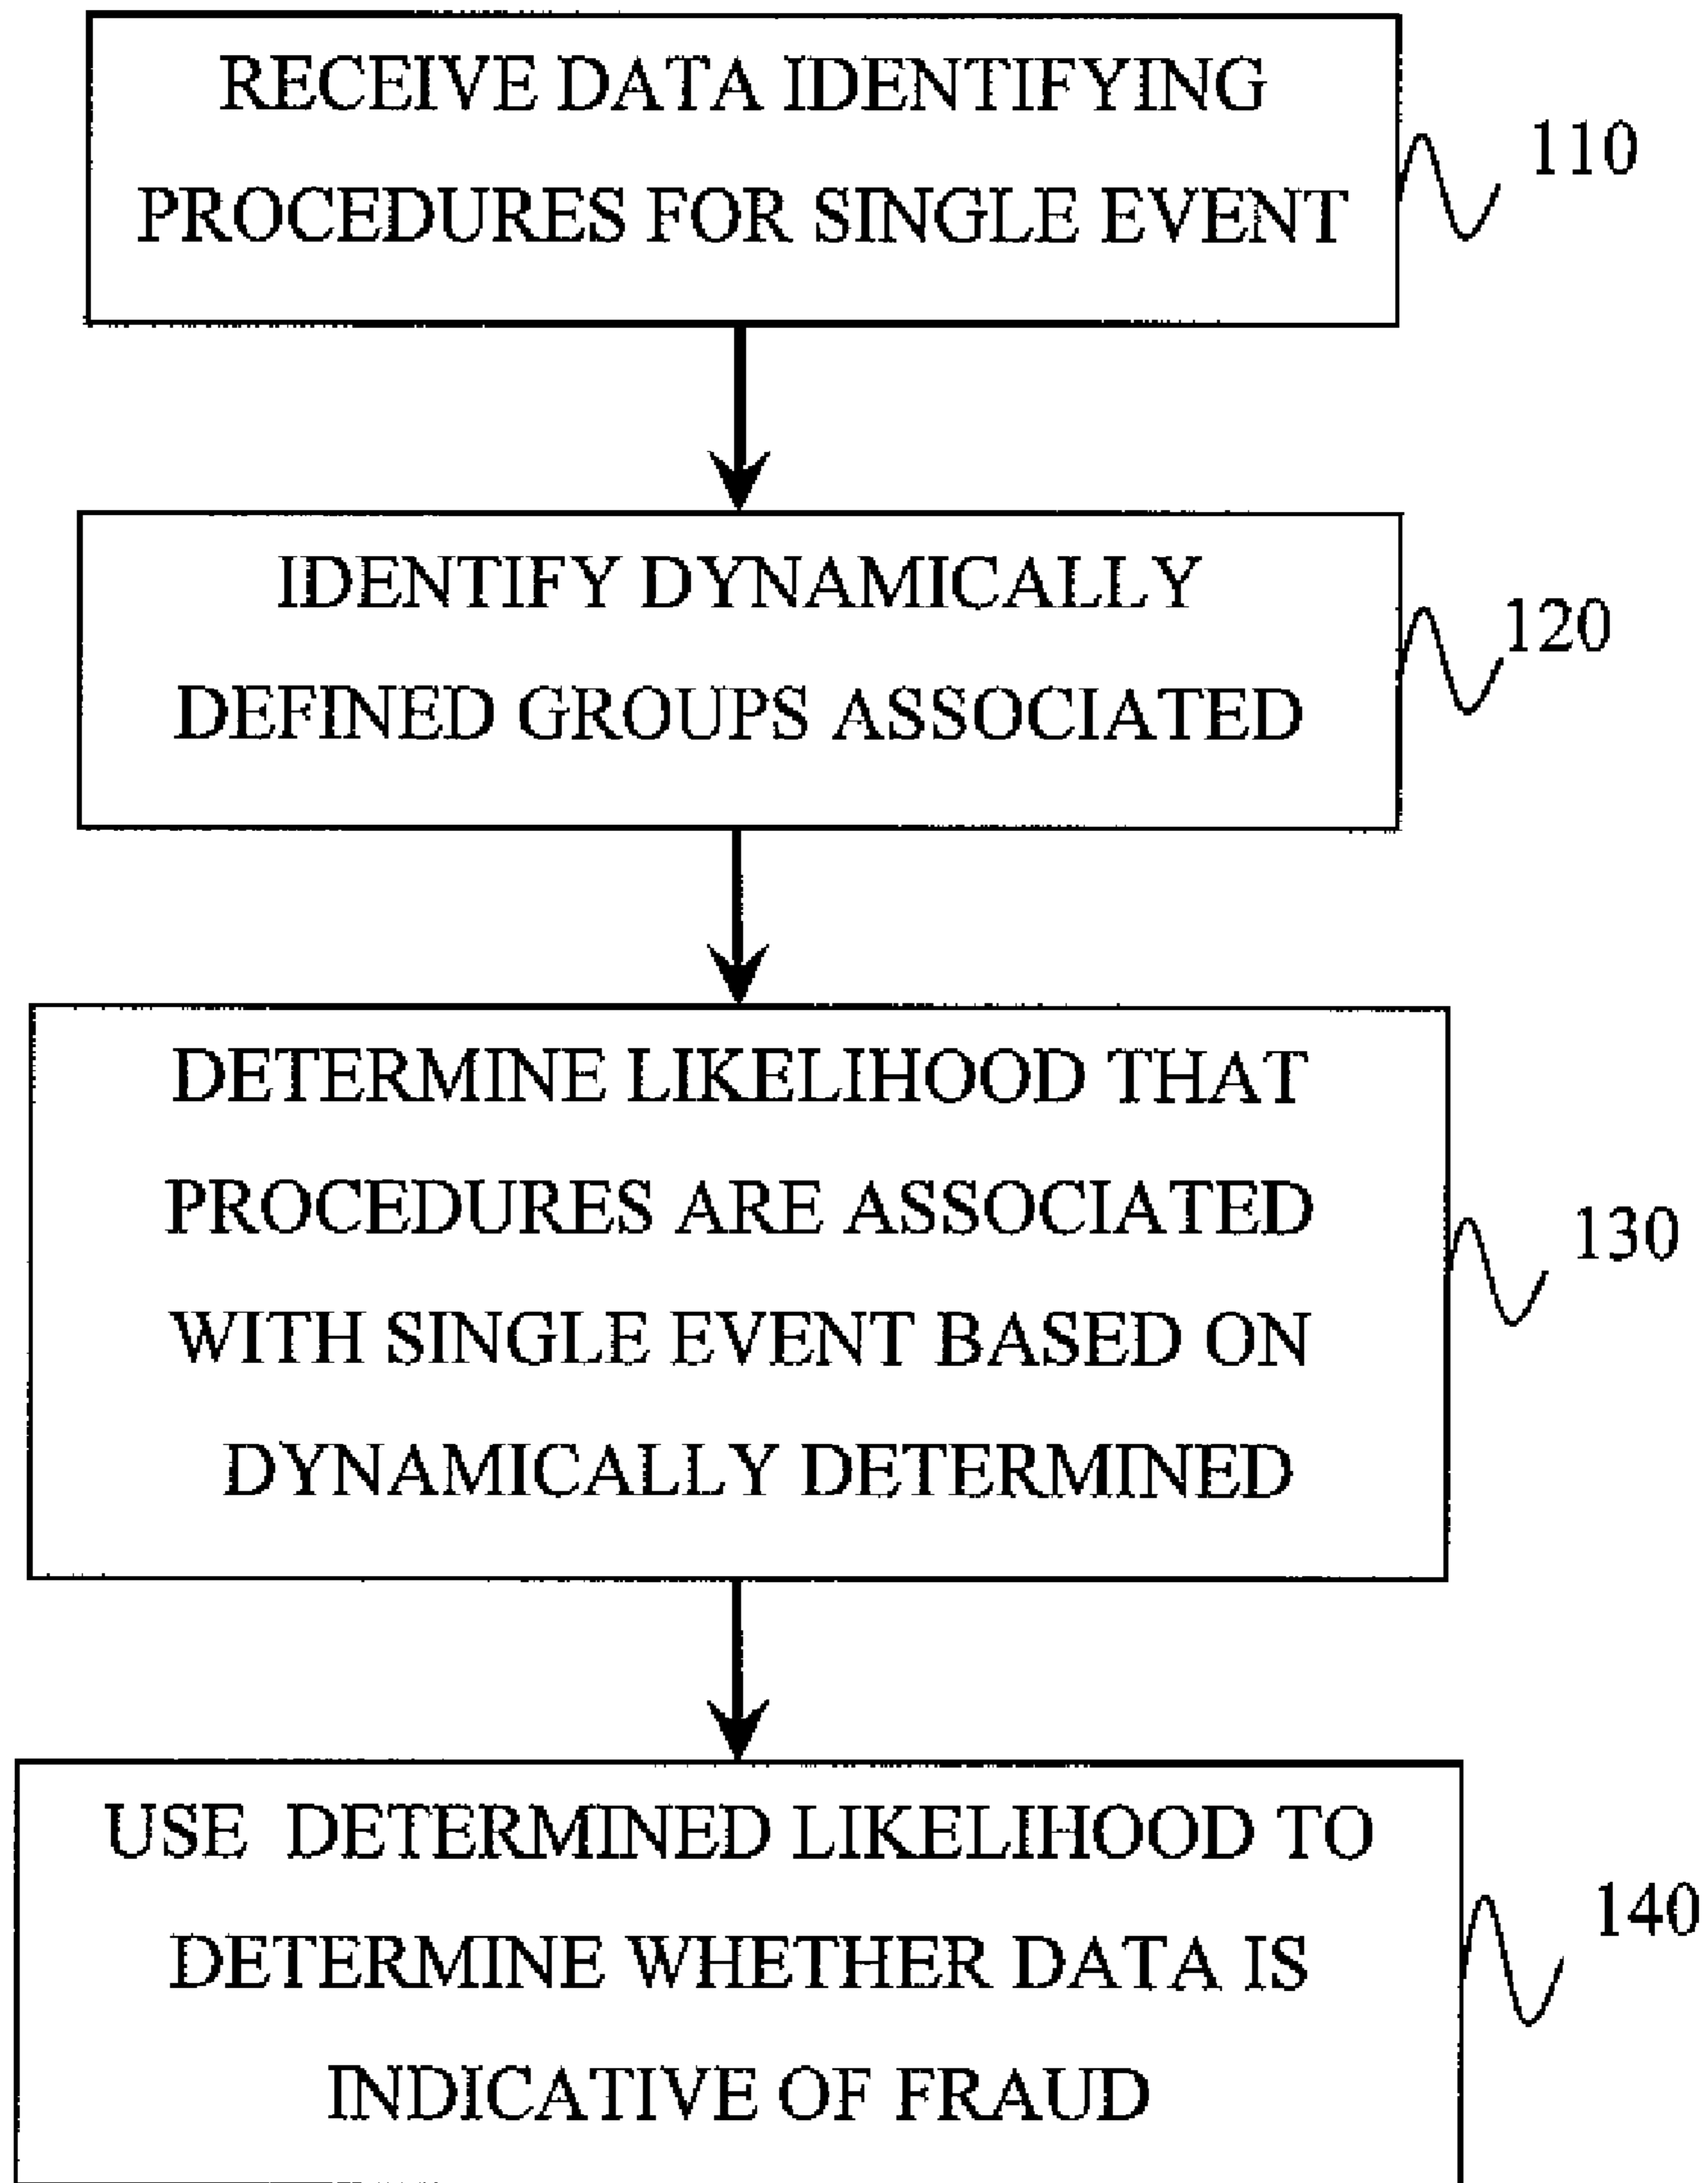 RECEIVE DATA IDENTIFYING
PROCEDURES FOR SINGLE EVENT
110
IDENTIFY DYNAMICALLY
DEFINED GROUPS ASSOCIATED
120
DETERMINE LIKELIHOOD THAT
PROCEDURES ARE ASSOCIATED
WITH SINGLE EVENT BASED ON
DYNAMICALLY DETERMINED
130
USE DETERMINED LIKELIHOOD TO
DETERMINE WHETHER DATA IS
INDICATIVE OF FRAUD
140